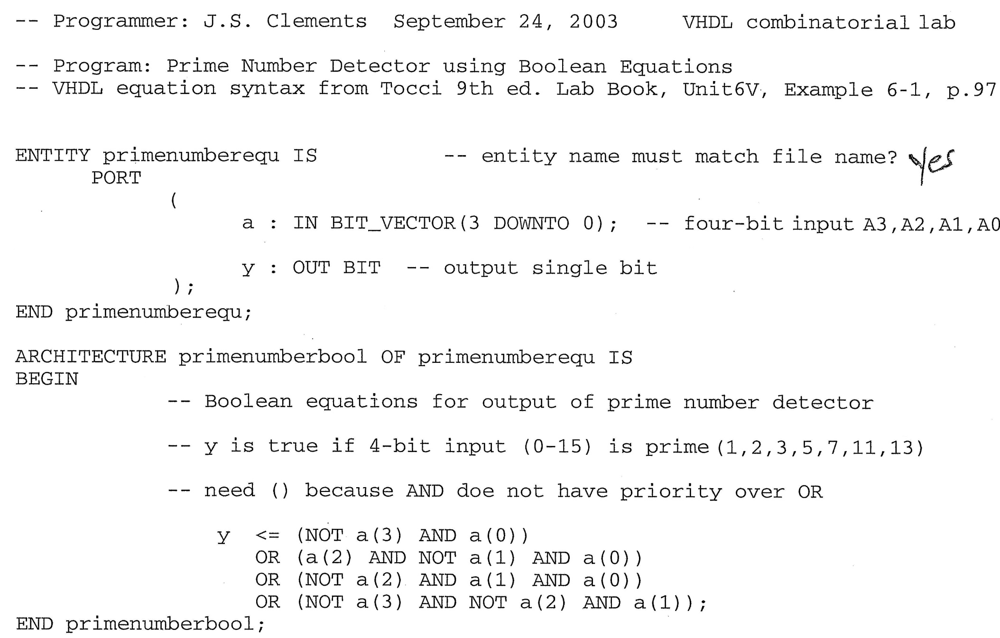 -- Programmer: J.S. Clements September 24, 2003 VHDL combinatorial lab
-- Program: Prime Number Detector using Boolean Equations
-- VHDL equation syntax from Tocci 9th ed. Lab Book, Unit6V, Example 6-1, p.97
ENTITY primenumberequ IS -- entity name must match file name? yes
PORT
(
a : IN BIT_VECTOR(3 DOWNTO 0); -- four-bit input A3,A2,A1,A0
y : OUT BIT -- output single bit
);
END primenumberequ;
ARCHITECTURE primenumberbool OF primenumberequ IS
BEGIN
-- Boolean equations for output of prime number detector
-- y is true if 4-bit input (0-15) is prime (1,2,3,5,7,11,13)
-- need () because AND doe not have priority over OR
y <= (NOT a(3) AND a(0))
OR (a(2) AND NOT a(1) AND a(0))
OR (NOT a(2) AND a(1) AND a(0))
OR (NOT a(3) AND NOT a(2) AND a(1));
END primenumberbool;